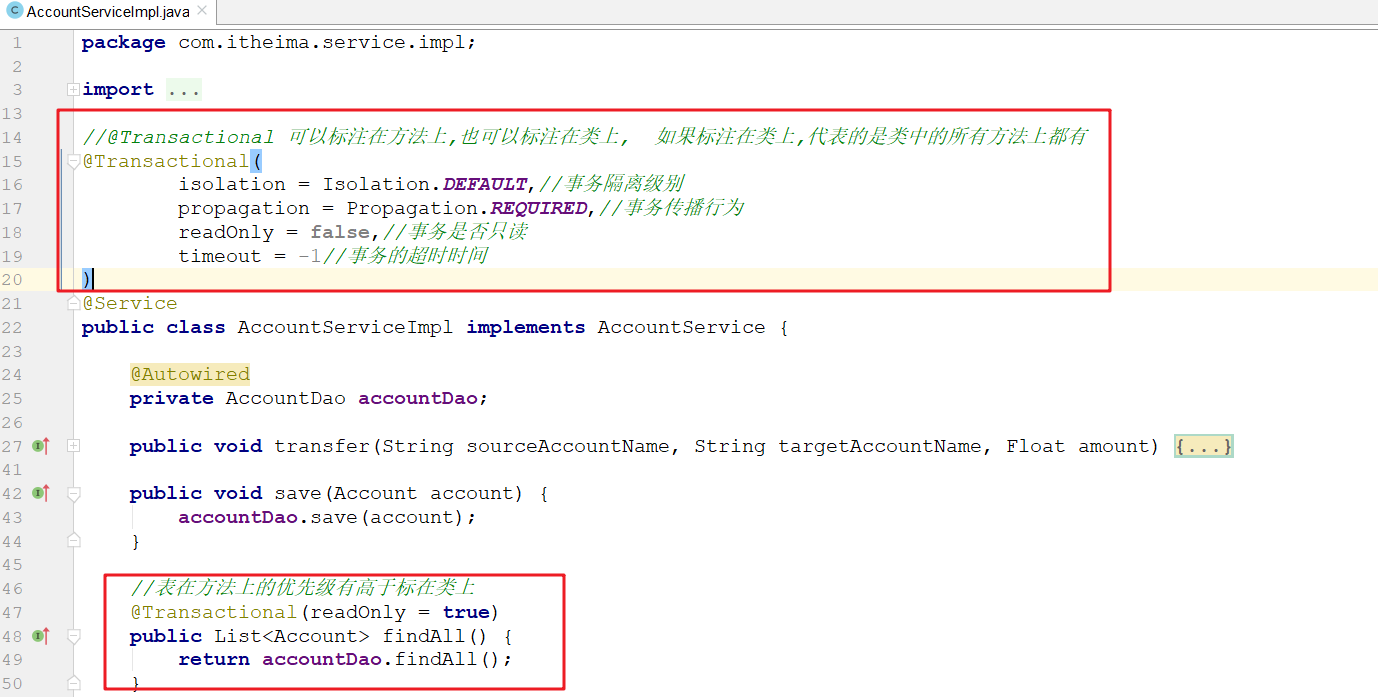 C AccountServiceImpl.java ×
1 package com.itheima.service.impl;
2
3 import ...
13
14 //@Transactional 可以标注在方法上,也可以标注在类上, 如果标注在类上,代表的是类中的所有方法上都有
15 @Transactional(
16 isolation = Isolation.DEFAULT,//事务隔离级别
17 propagation = Propagation.REQUIRED,//事务传播行为
18 readOnly = false,//事务是否只读
19 timeout = -1//事务的超时时间
20 )
21 @Service
22 public class AccountServiceImpl implements AccountService {
23
24 @Autowired
25 private AccountDao accountDao;
26
27 public void transfer(String sourceAccountName, String targetAccountName, Float amount) {...}
41
42 public void save(Account account) {
43 accountDao.save(account);
44 }
45
46 //表在方法上的优先级有高于标在类上
47 @Transactional(readOnly = true)
48 public List<Account> findAll() {
49 return accountDao.findAll();
50 }